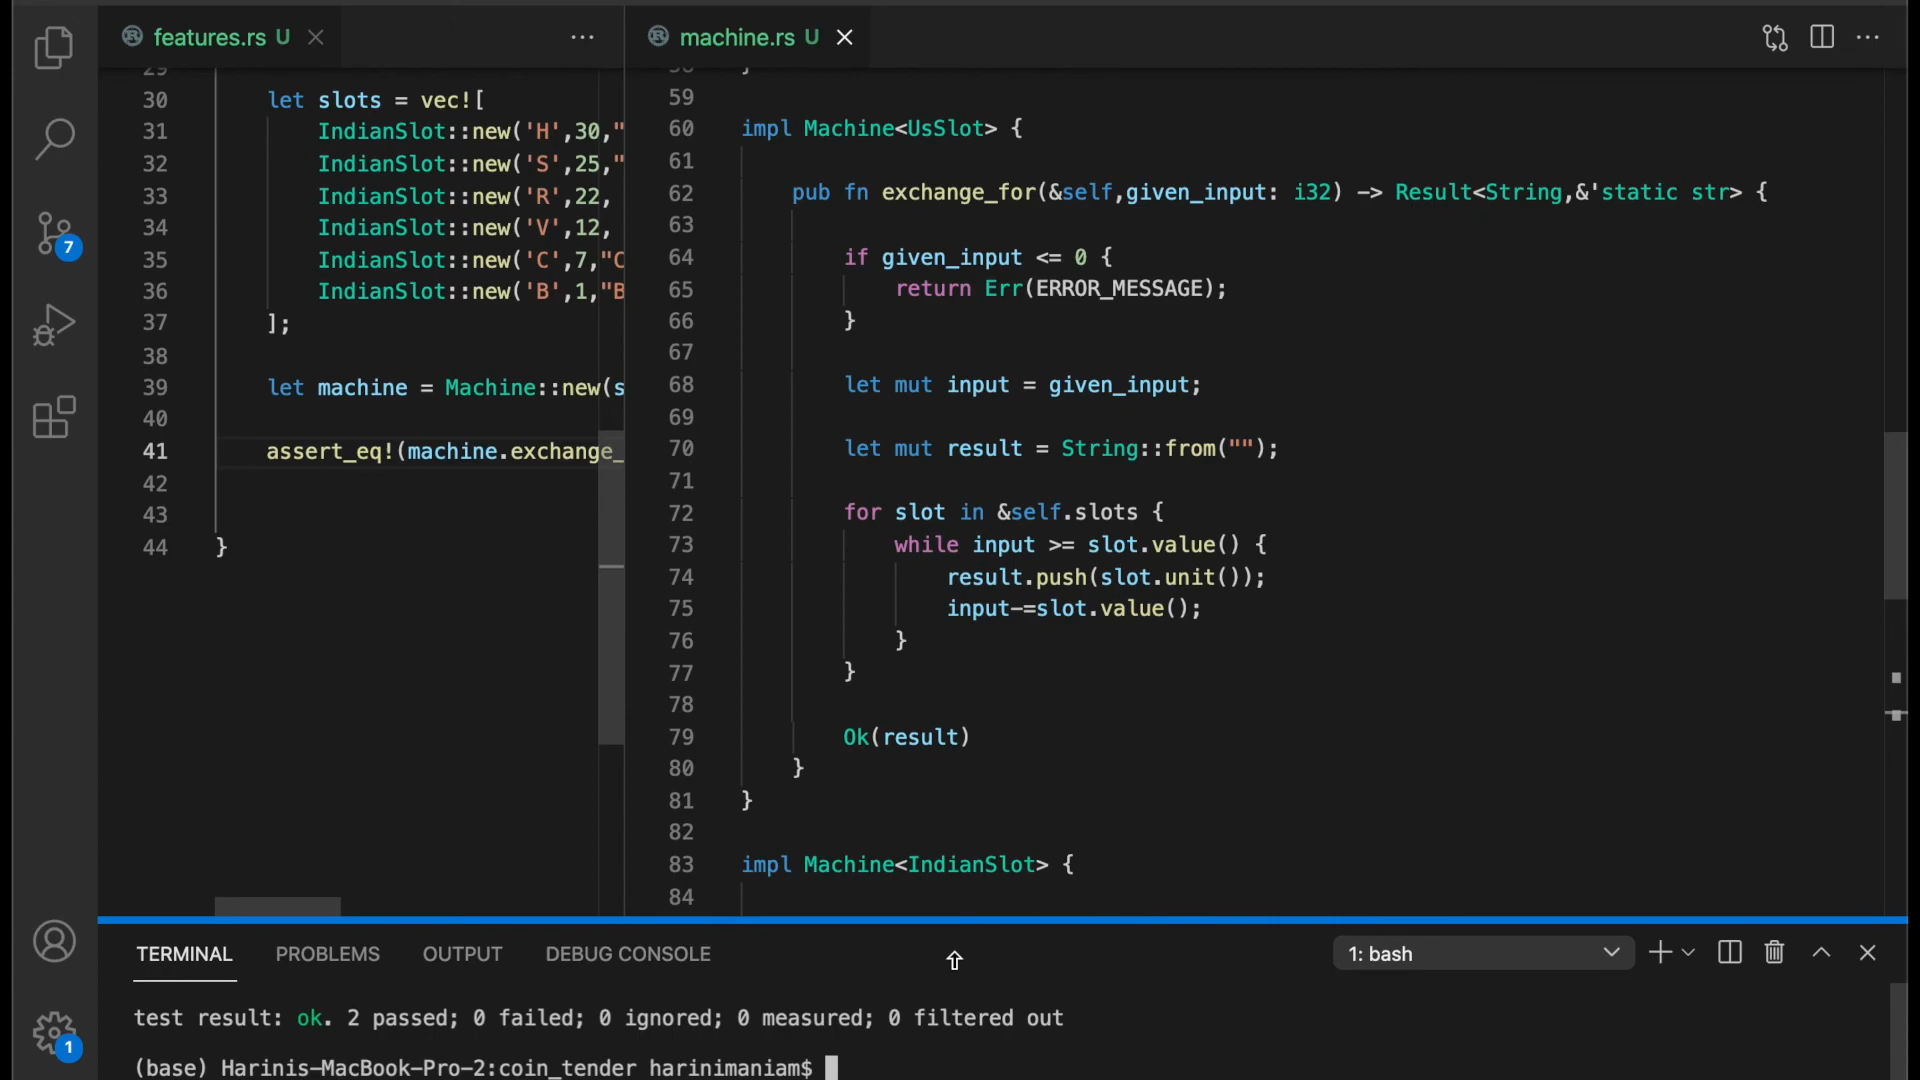 features.rs U
machine.rs U
29
30 let slots = vec![
31 IndianSlot::new('H',30,"
32 IndianSlot::new('S',25,"
33 IndianSlot::new('R',22,
34 IndianSlot::new('V',12,
35 IndianSlot::new('C',7,"C
36 IndianSlot::new('B',1,"B
37 ];
38
39 let machine = Machine::new(s
40
41 assert_eq!(machine.exchange_
42
43
44 }
58 }
59
60 impl Machine<UsSlot> {
61
62 pub fn exchange_for(&self,given_input: i32) -> Result<String,&'static str> {
63
64 if given_input <= 0 {
65 return Err(ERROR_MESSAGE);
66 }
67
68 let mut input = given_input;
69
70 let mut result = String::from("");
71
72 for slot in &self.slots {
73 while input >= slot.value() {
74 result.push(slot.unit());
75 input-=slot.value();
76 }
77 }
78
79 Ok(result)
80 }
81 }
82
83 impl Machine<IndianSlot> {
84
7
1
TERMINAL PROBLEMS OUTPUT DEBUG CONSOLE 1: bash
test result: ok. 2 passed; 0 failed; 0 ignored; 0 measured; 0 filtered out
(base) Harinis-MacBook-Pro-2:coin_tender harinimaniam$